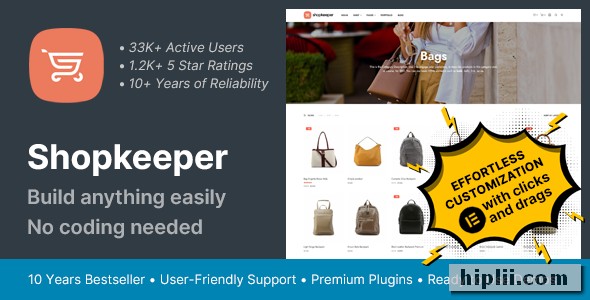 • 33K+ Active Users
• 1.2K+ 5 Star Ratings
• 10+ Years of Reliability
Shopkeeper
Build anything easily
No coding needed
shopkeeper
Bags
EFFORTLESS
CUSTOMIZATION
with clicks
and drags
10 Years Bestseller • User-Friendly Support • Premium Plugins •
hiplii.com